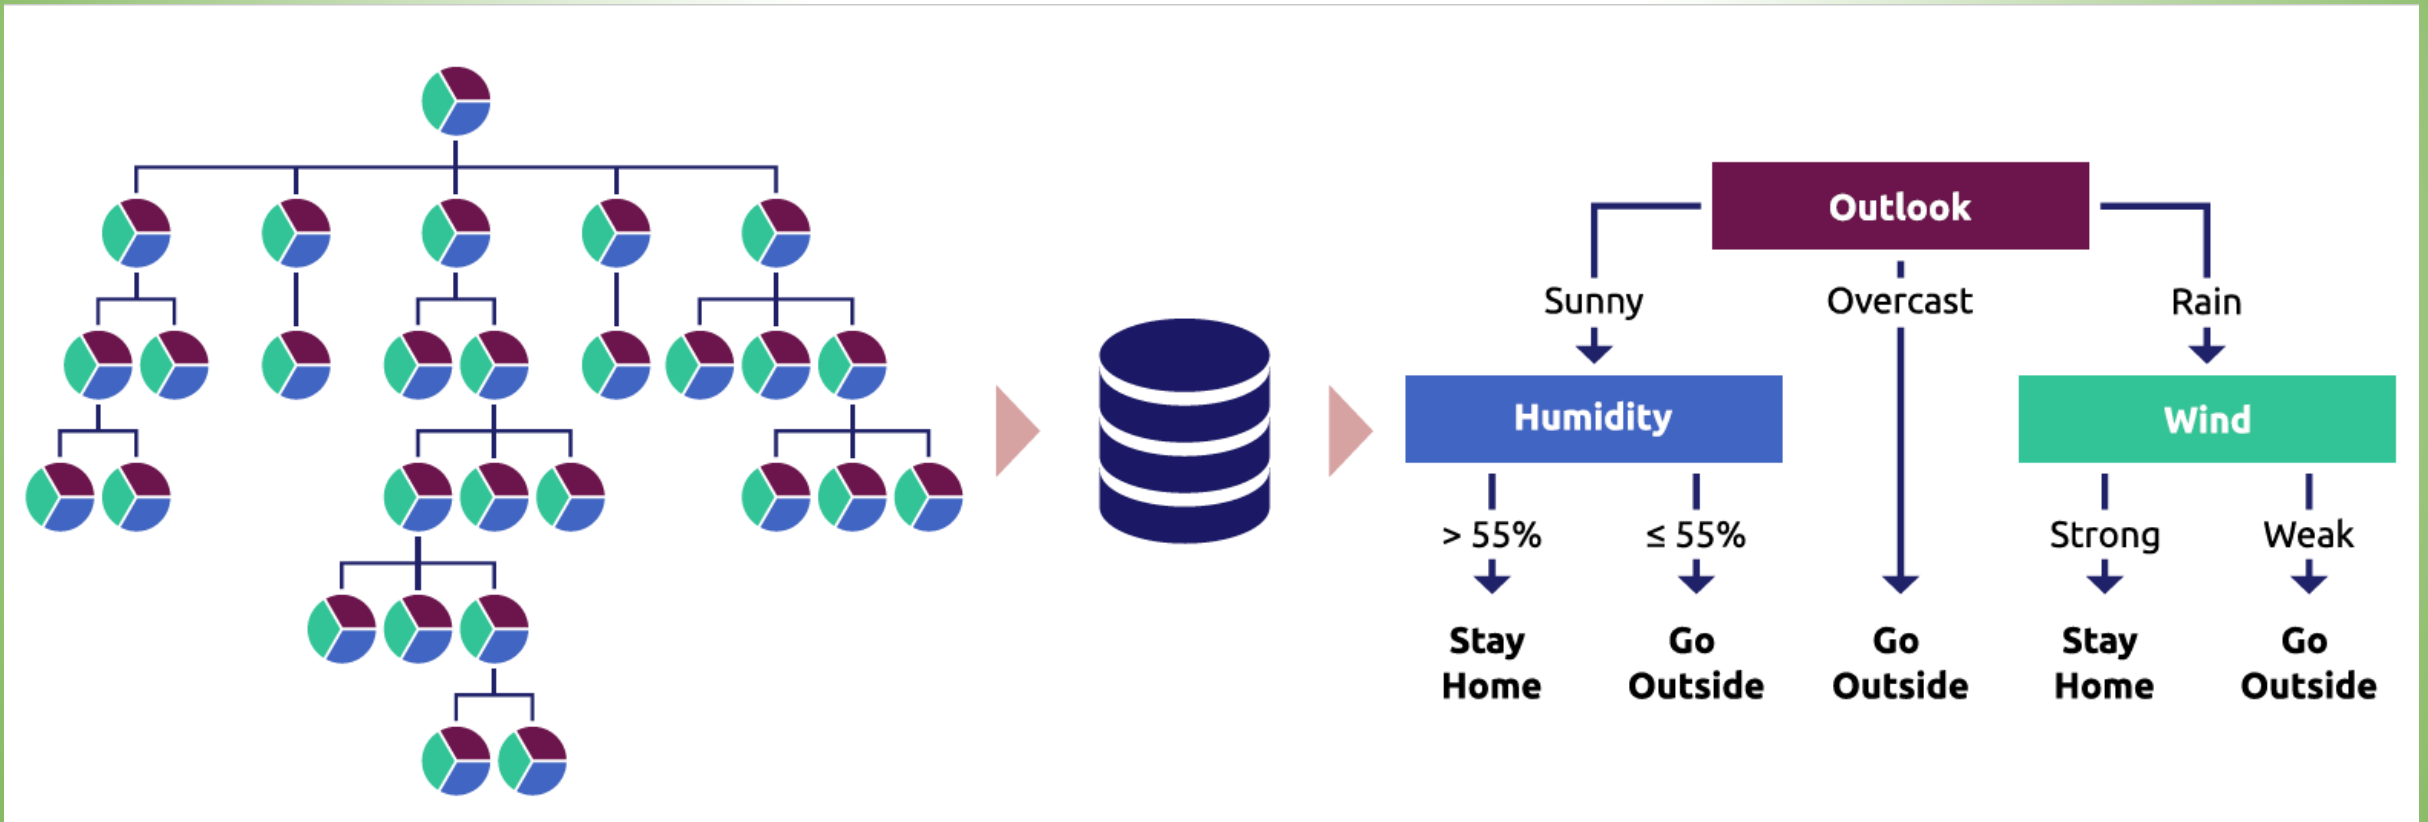 Outlook
Sunny
Overcast
Rain
Humidity
Wind
> 55%
≤ 55%
Strong
Weak
Stay
Home
Go
Outside
Go
Outside
Stay
Home
Go
Outside